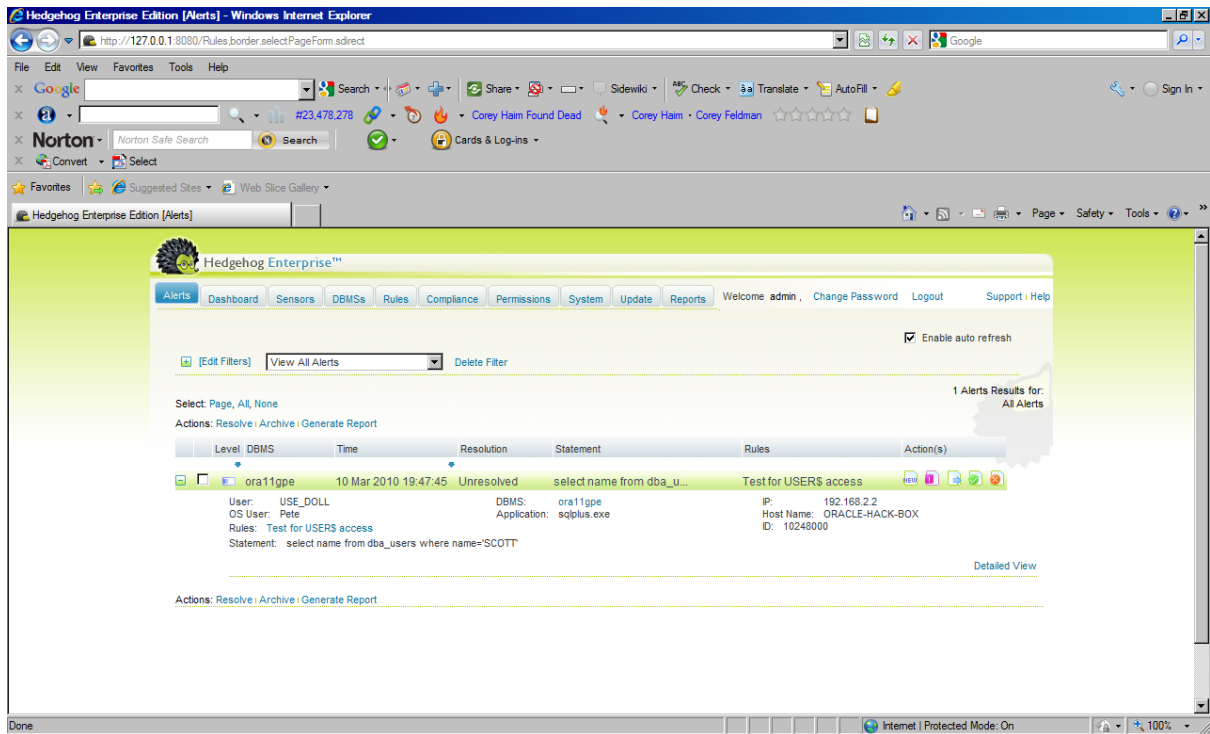 Hedgehog Enterprise Edition [Alerts] - Windows Internet Explorer
http://127.0.0.1:8080/Rules,border.selectPageForm.sdirect
Google
File Edit View Favorites Tools Help
x Google Search Share Sidewiki ABC Check aあ Translate AutoFill Sign In
x a #23,478,278 Corey Haim Found Dead Corey Haim · Corey Feldman
x Norton Norton Safe Search Search Cards & Log-ins
x Convert Select
Favorites Suggested Sites Web Slice Gallery
Hedgehog Enterprise Edition [Alerts] Page Safety Tools
Hedgehog Enterprise™
Alerts Dashboard Sensors DBMSs Rules Compliance Permissions System Update Reports Welcome admin , Change Password Logout Support | Help
Enable auto refresh
[Edit Filters] View All Alerts Delete Filter
1 Alerts Results for:
All Alerts
Select: Page, All, None
Actions: Resolve | Archive | Generate Report
Level DBMS Time Resolution Statement Rules Action(s)
ora11gpe 10 Mar 2010 19:47:45 Unresolved select name from dba_u... Test for USER$ access NEW
User: USE_DOLL DBMS: ora11gpe IP: 192.168.2.2
OS User: Pete Application: sqlplus.exe Host Name: ORACLE-HACK-BOX
Rules: Test for USER$ access ID: 10248000
Statement: select name from dba_users where name='SCOTT'
Detailed View
Actions: Resolve | Archive | Generate Report
Done Internet | Protected Mode: On 100%